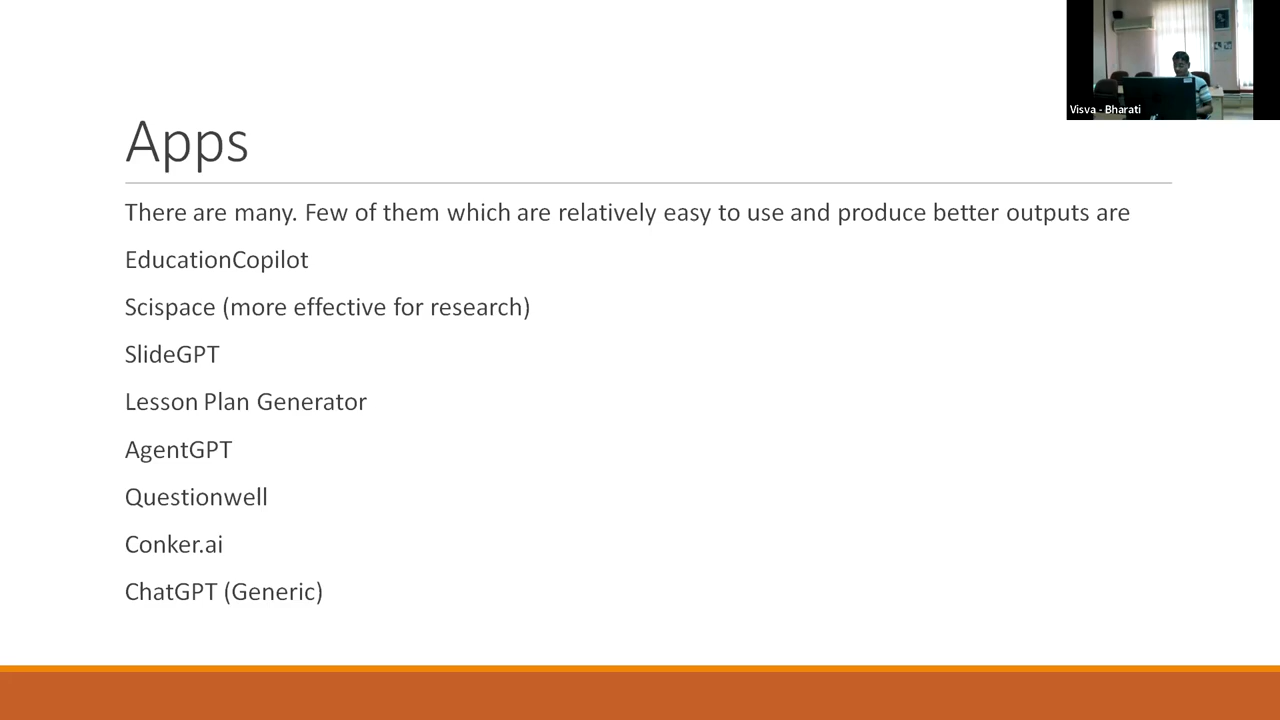 Visva - Bharati
Apps
There are many. Few of them which are relatively easy to use and produce better outputs are
EducationCopilot
Scispace (more effective for research)
SlideGPT
Lesson Plan Generator
AgentGPT
Questionwell
Conker.ai
ChatGPT (Generic)